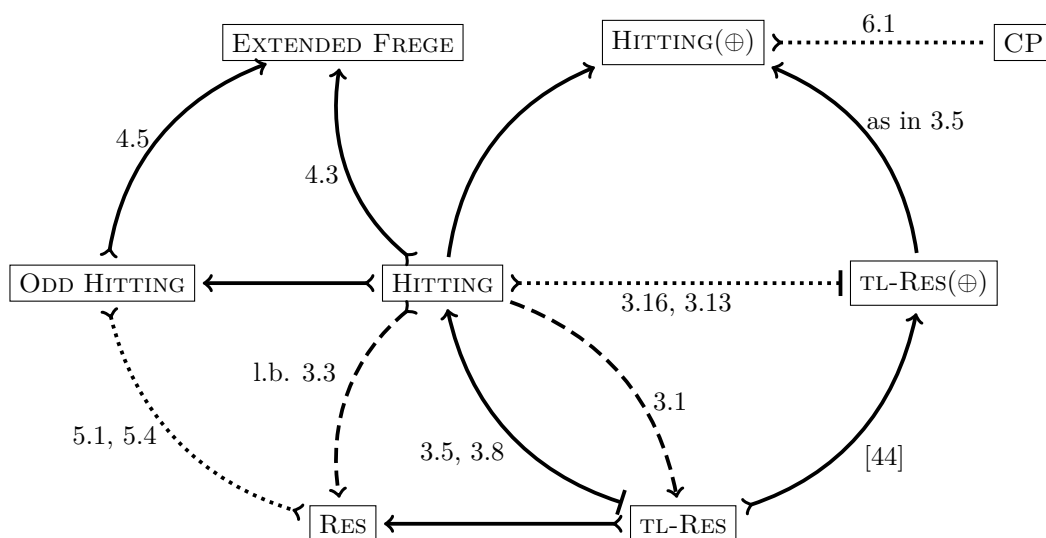 EXTENDED FREGE
HITTING(⊕)
6.1
CP
4.5
4.3
as in 3.5
ODD HITTING
HITTING
3.16, 3.13
TL-RES(⊕)
l.b. 3.3
3.1
5.1, 5.4
3.5, 3.8
[44]
RES
TL-RES